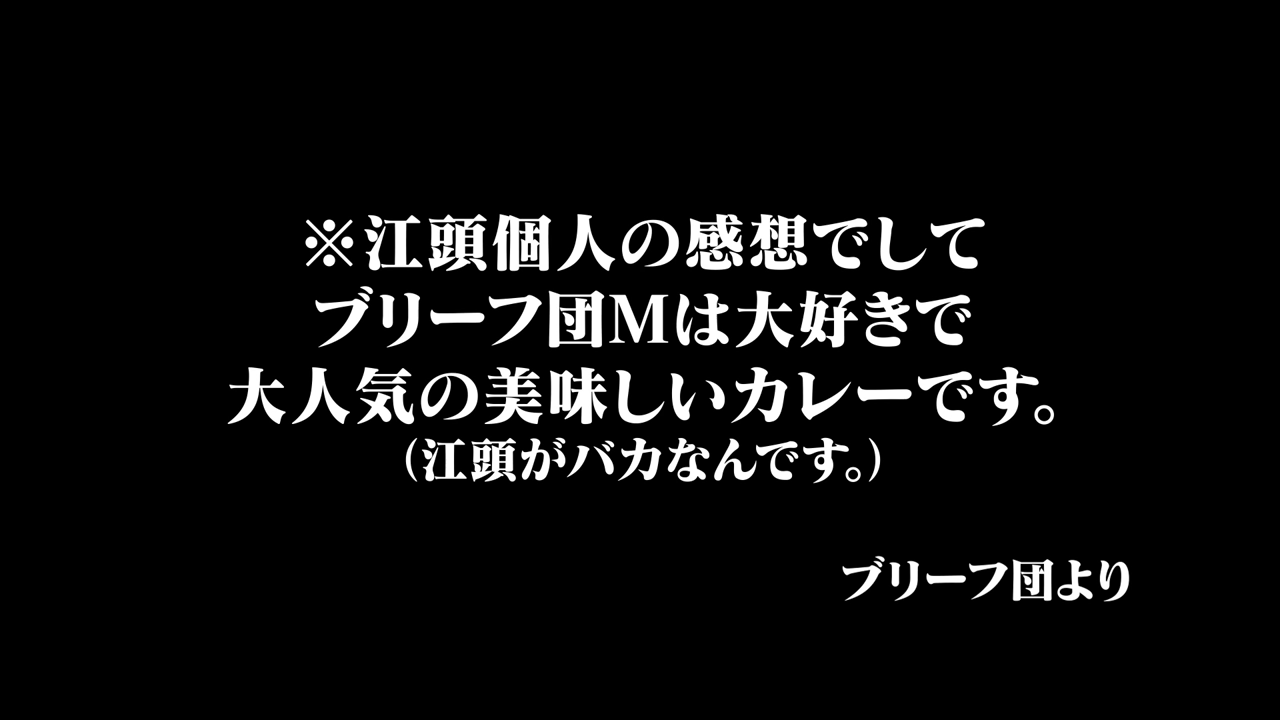 ※江頭個人の感想でして
ブリーフ団Mは大好きで
大人気の美味しいカレーです。
（江頭がバカなんです。）
ブリーフ団より